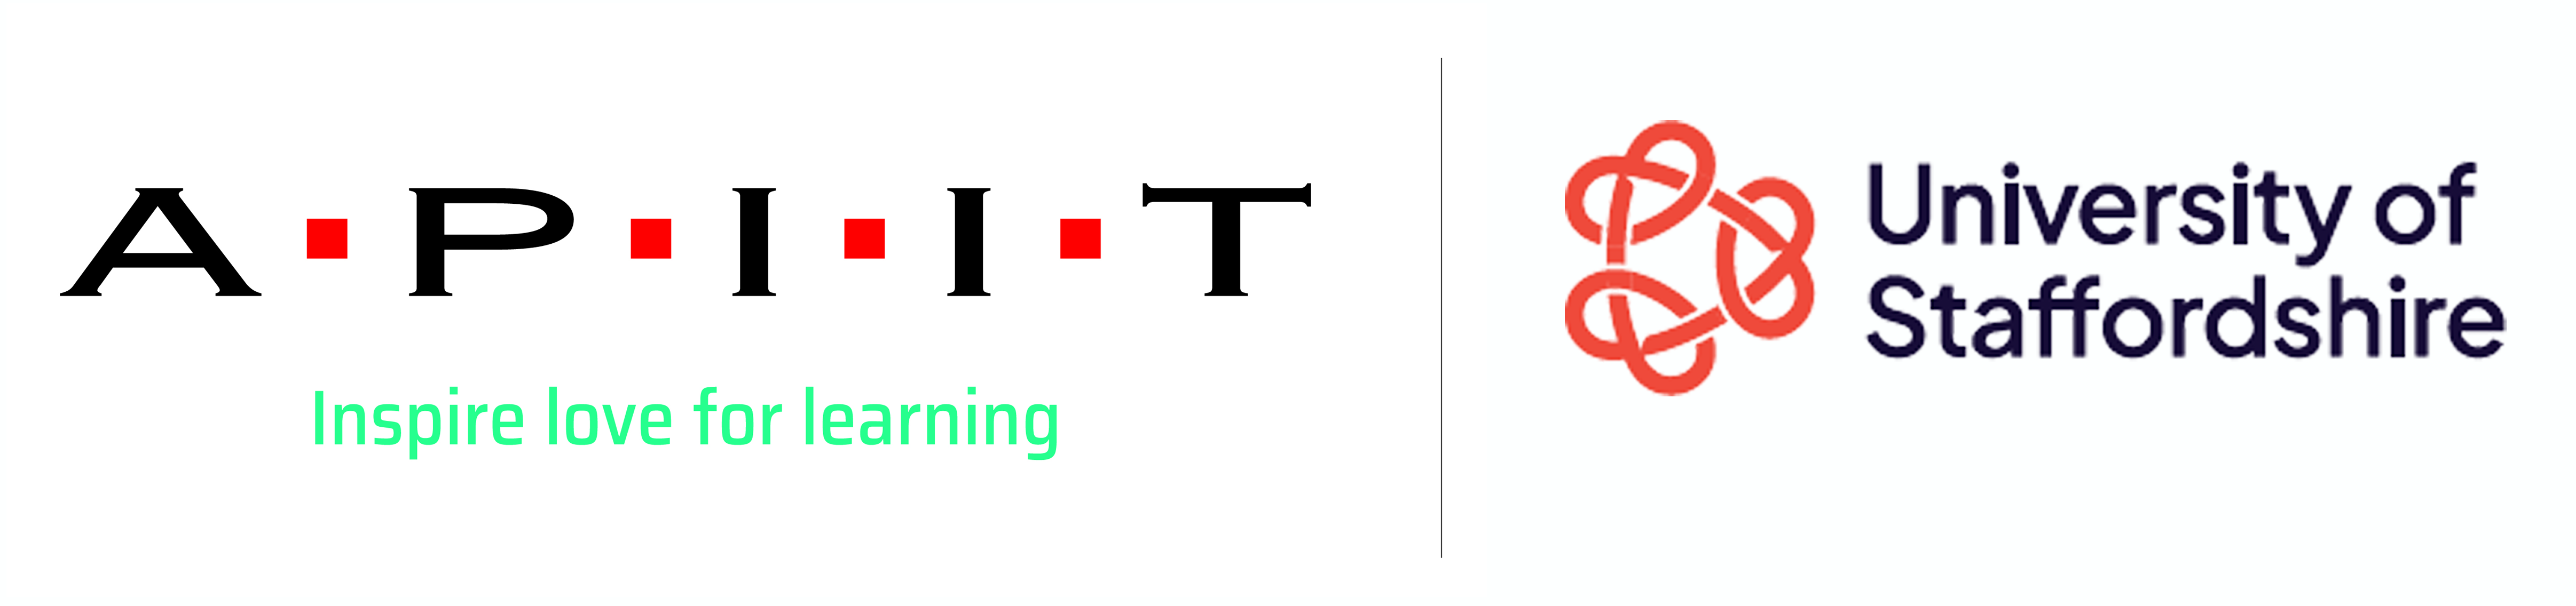 A·P·I·I·T
Inspire love for learning
University of
Staffordshire